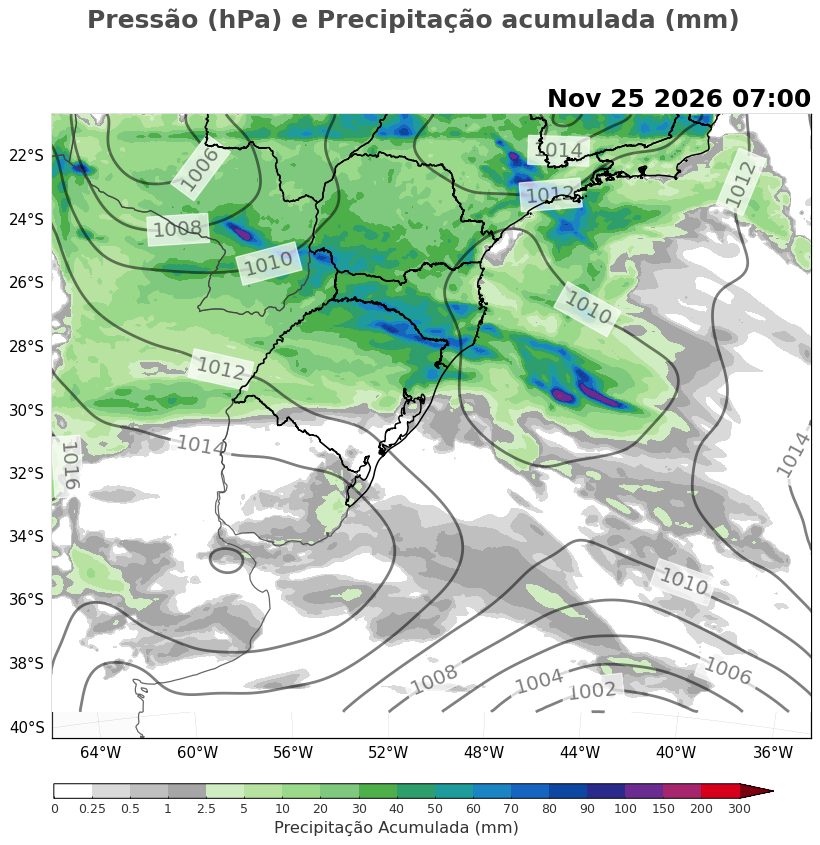 Pressão (hPa) e Precipitação acumulada (mm)
Nov 25 2026 07:00
22°S
24°S
26°S
28°S
30°S
32°S
34°S
36°S
38°S
40°S
1006
1014
1012
1012
1008
1010
1010
1012
1014
1016
1014
1010
1008
1004
1002
1006
64°W 60°W 56°W 52°W 48°W 44°W 40°W 36°W
0 0.25 0.5 1 2.5 5 10 20 30 40 50 60 70 80 90 100 150 200 300
Precipitação Acumulada (mm)